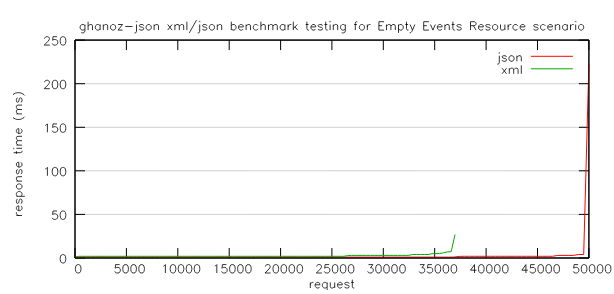 ghanoz-json xml/json benchmark testing for Empty Events Resource scenario
250
200
150
100
50
0
response time (ms)
json
xml
0 5000 10000 15000 20000 25000 30000 35000 40000 45000 50000
request